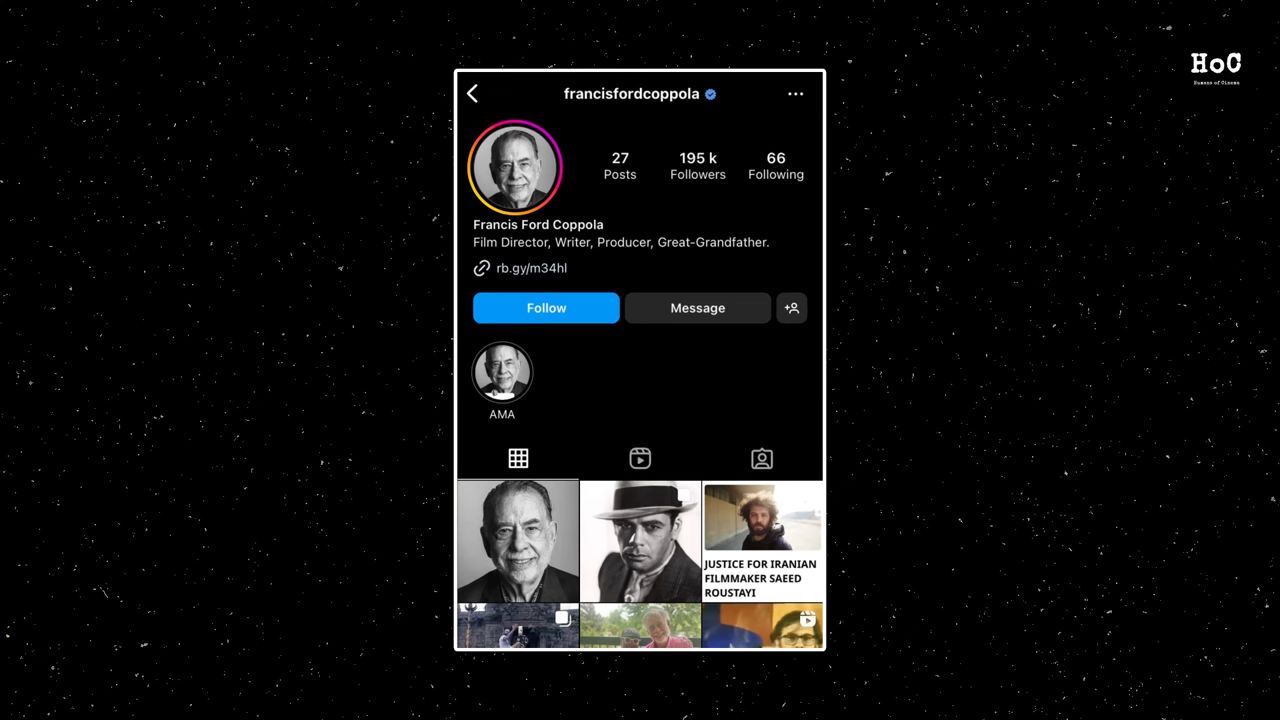 HoC
Humans of Cinema
francisfordcoppola
27
195 k
66
Posts
Followers
Following
Francis Ford Coppola
Film Director, Writer, Producer, Great-Grandfather.
rb.gy/m34hl
Follow
Message
AMA
JUSTICE FOR IRANIAN
FILMMAKER SAEED
ROUSTAYI